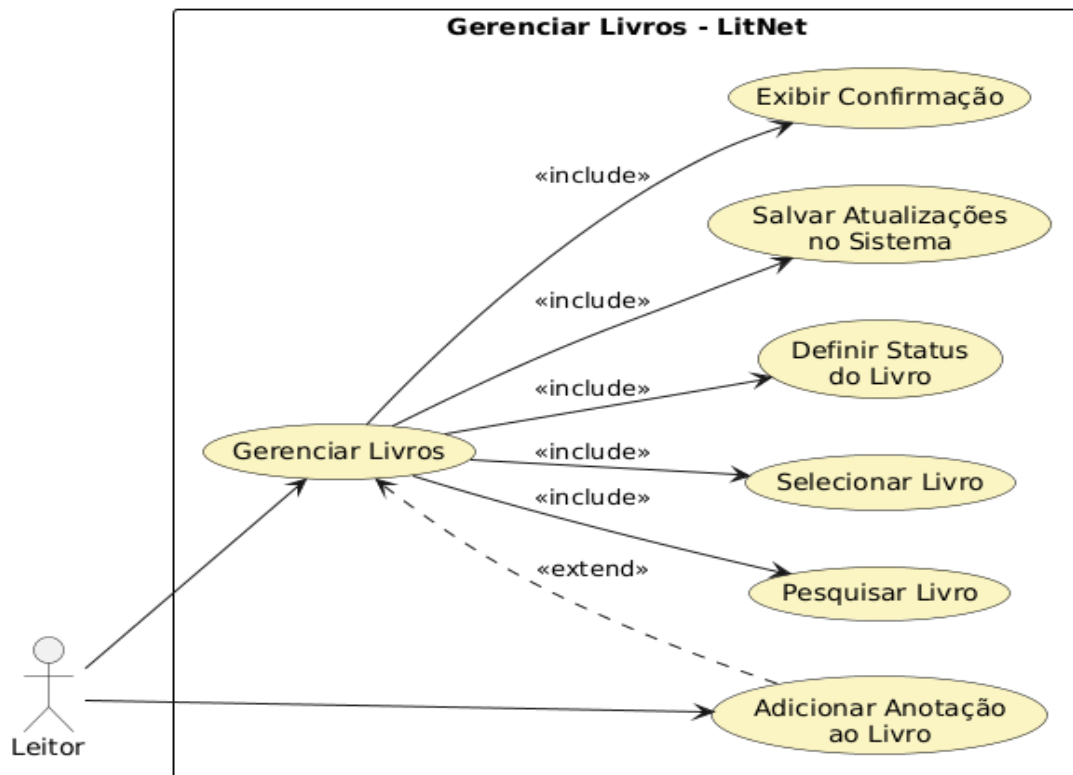 Gerenciar Livros - LitNet
Exibir Confirmação
«include»
Salvar Atualizações
no Sistema
«include»
Definir Status
do Livro
«include»
Gerenciar Livros
«include»
Selecionar Livro
«include»
«extend»
Pesquisar Livro
Adicionar Anotação
ao Livro
Leitor